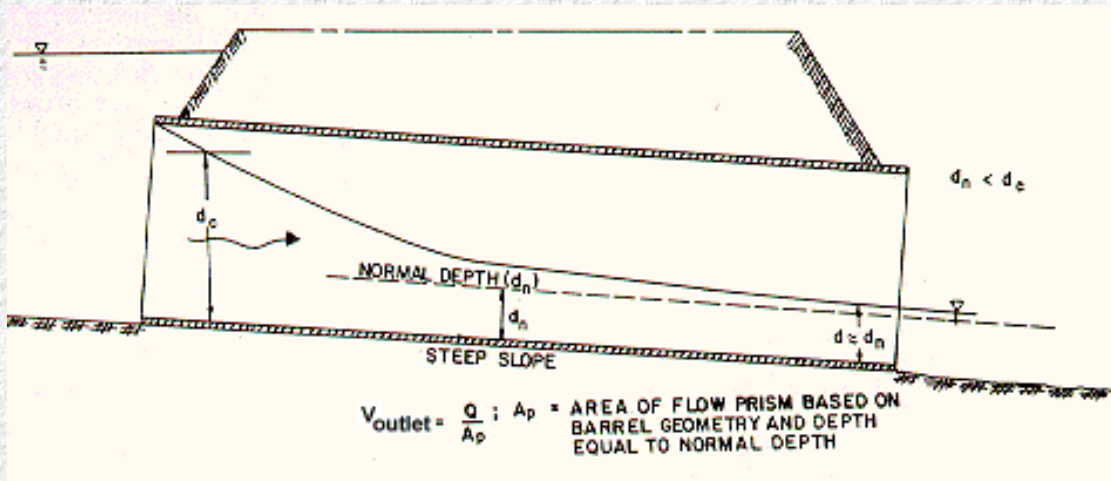 dn < dc
dc
NORMAL DEPTH (dn)
dn
d ≈ dn
STEEP SLOPE
Voutlet = Q / Ap ; Ap = AREA OF FLOW PRISM BASED ON
BARREL GEOMETRY AND DEPTH
EQUAL TO NORMAL DEPTH